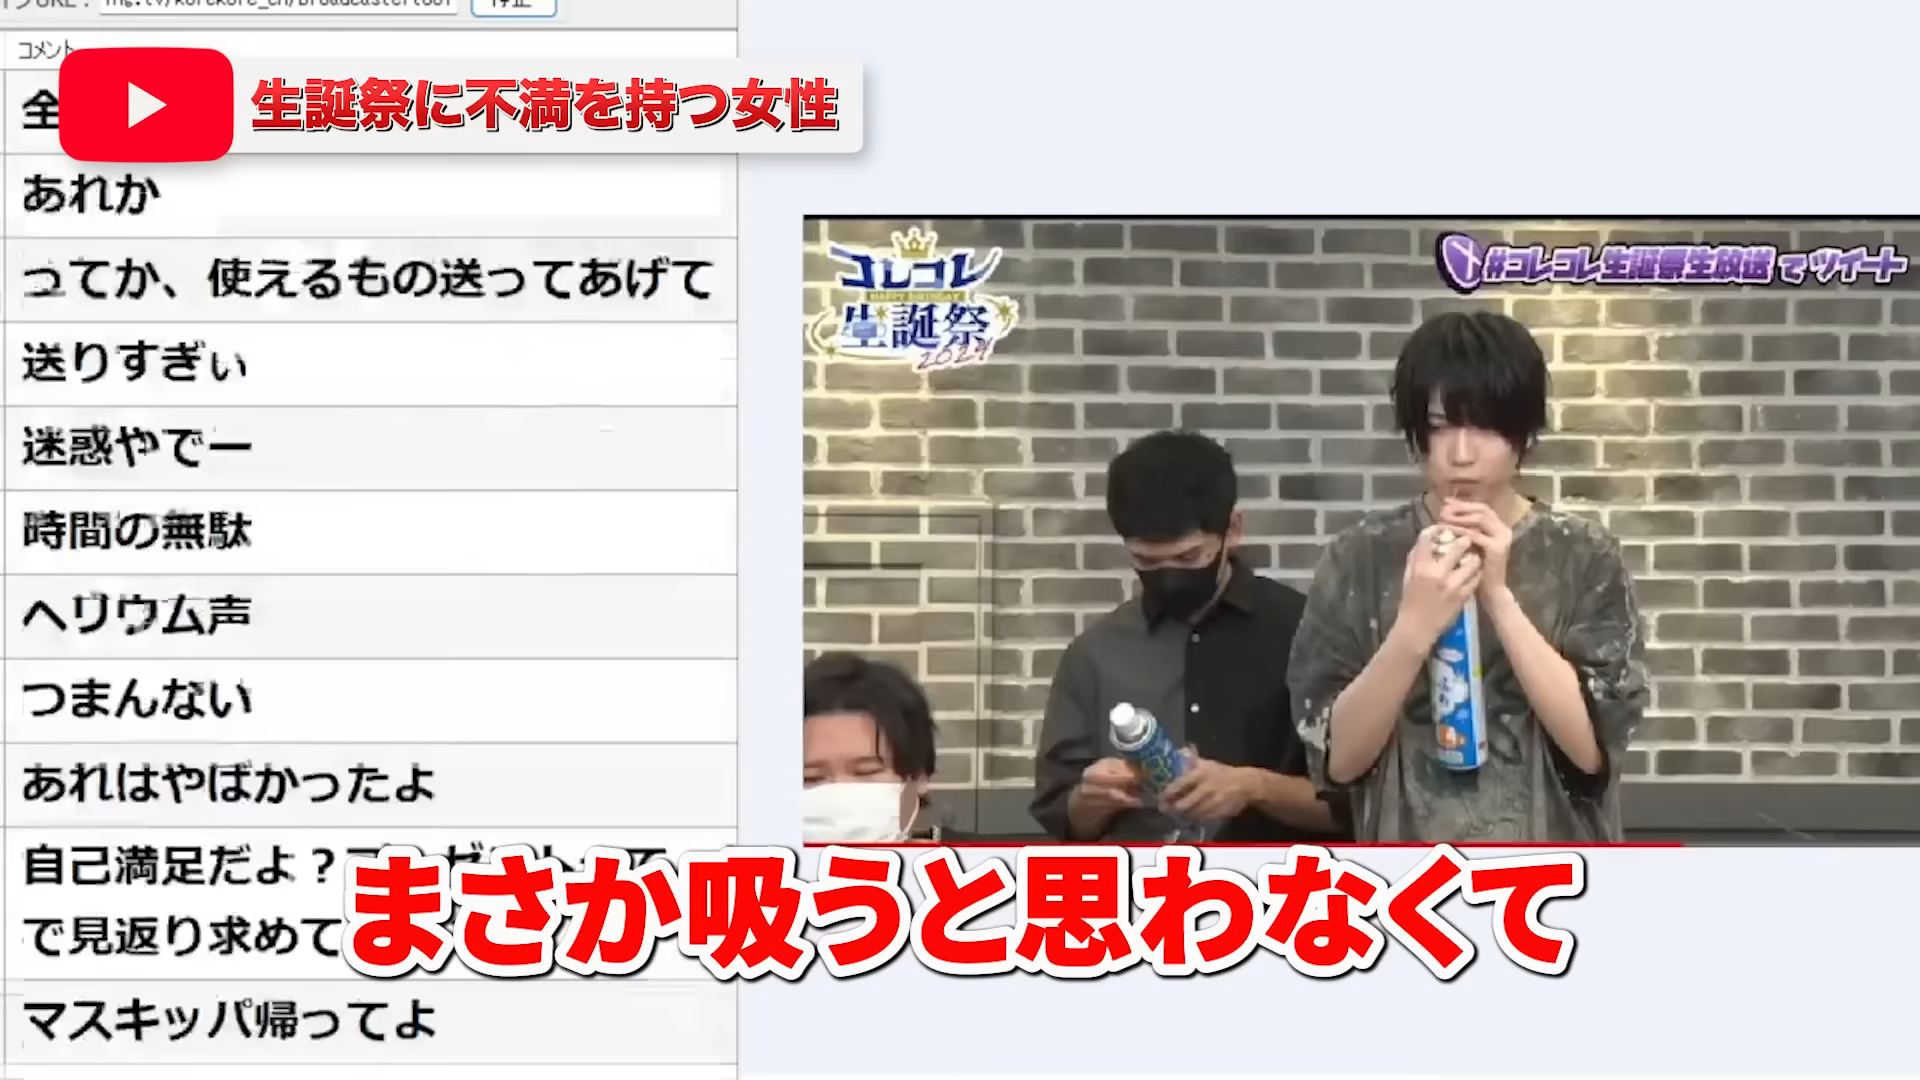 コメント
停止
生誕祭に不満を持つ女性
全
あれか
ってか、使えるもの送ってあげて
送りすぎぃ
迷惑やでー
時間の無駄
ヘリウム声
つまんない
あれはやばかったよ
自己満足だよ？
で見返り求めて
マスキッパ帰ってよ
コレコレ
HAPPY BIRTHDAY
生誕祭
2024
#コレコレ生誕祭生放送でツイート
まさか吸うと思わなくて